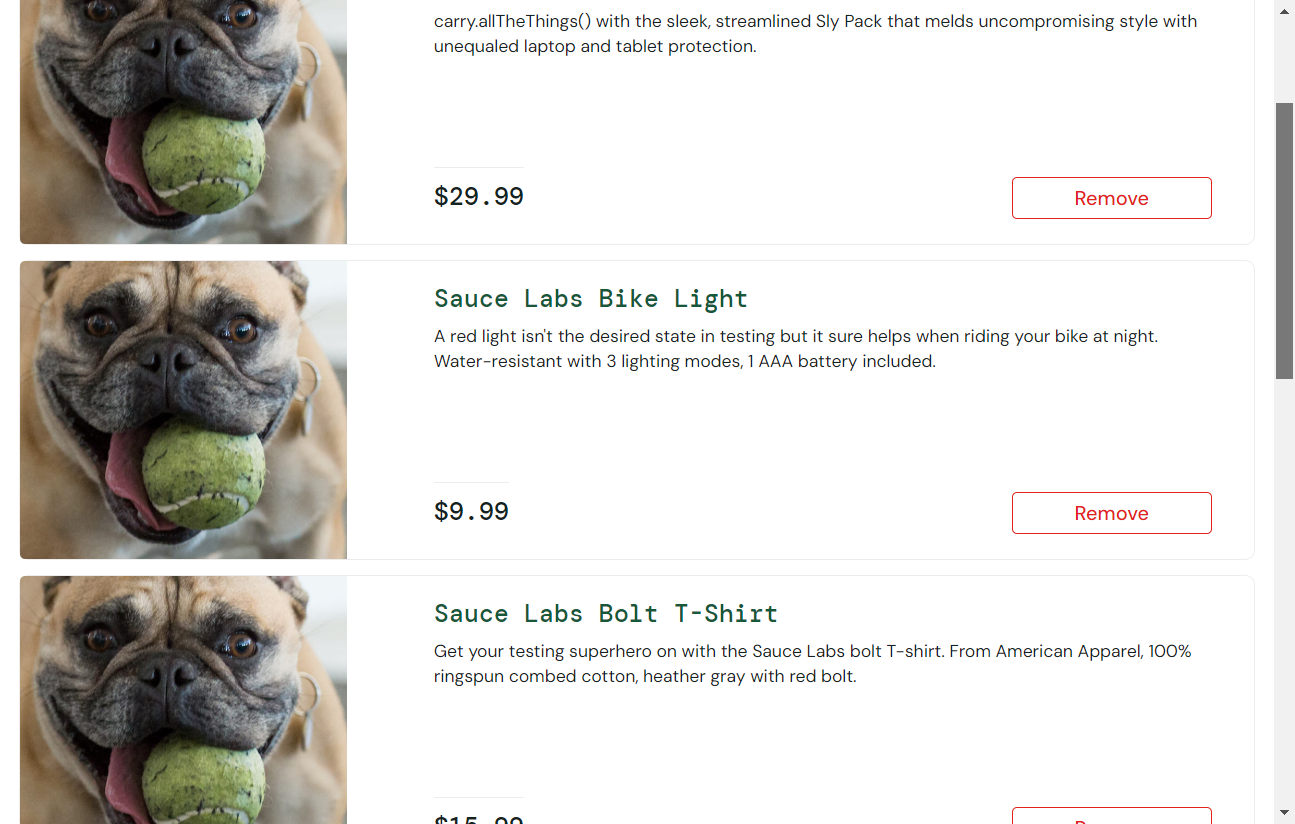 carry.allTheThings() with the sleek, streamlined Sly Pack that melds uncompromising style with
unequaled laptop and tablet protection.
$29.99
Remove
Sauce Labs Bike Light
A red light isn't the desired state in testing but it sure helps when riding your bike at night.
Water-resistant with 3 lighting modes, 1 AAA battery included.
$9.99
Remove
Sauce Labs Bolt T-Shirt
Get your testing superhero on with the Sauce Labs bolt T-shirt. From American Apparel, 100%
ringspun combed cotton, heather gray with red bolt.
$15.99